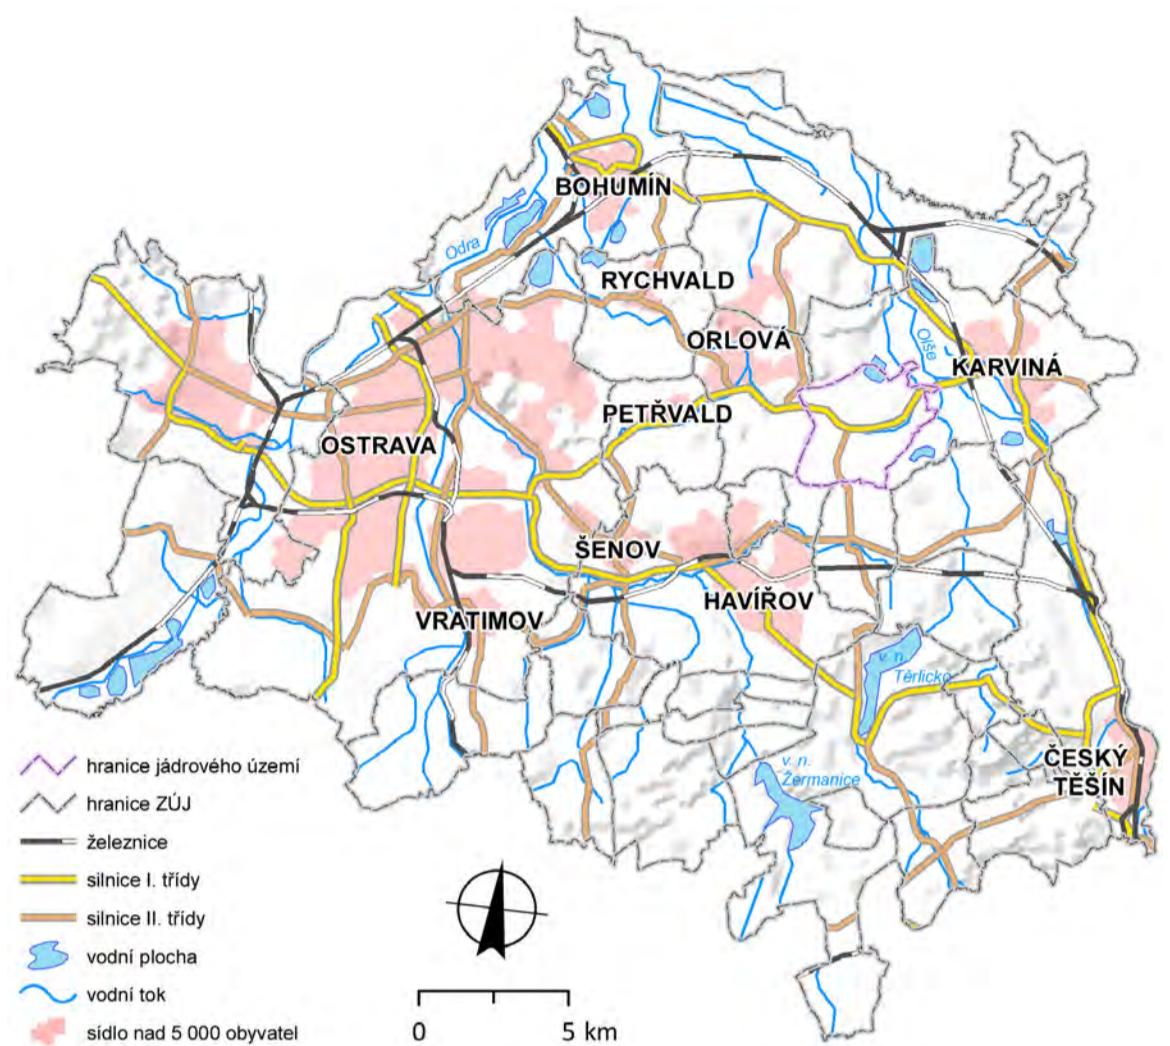 BOHUMÍN
Odra
RYCHVALD
ORLOVÁ
Olše
KARVINÁ
PETŘVALD
OSTRAVA
ŠENOV
HAVÍŘOV
VRATIMOV
v. n.
Těrlicko
ČESKÝ
TĚŠÍN
v. n.
Žermanice
hranice jádrového území
hranice ZÚJ
železnice
silnice I. třídy
silnice II. třídy
vodní plocha
vodní tok
sídlo nad 5 000 obyvatel
0 5 km